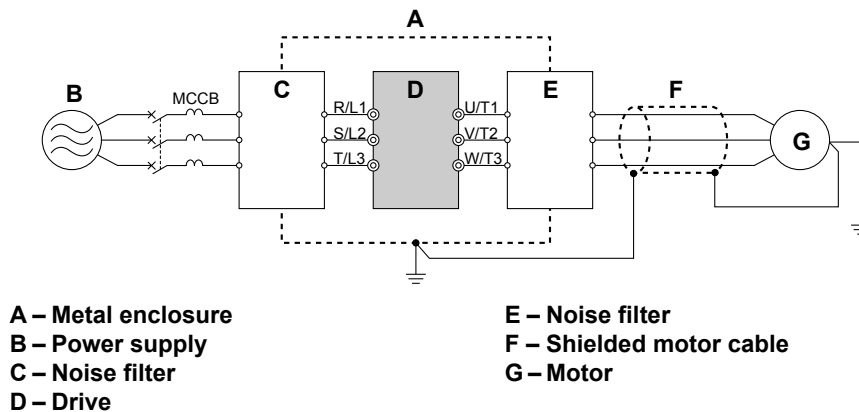 A
B
MCCB
C
R/L1
S/L2
T/L3
D
U/T1
V/T2
W/T3
E
F
G
A – Metal enclosure
B – Power supply
C – Noise filter
D – Drive
E – Noise filter
F – Shielded motor cable
G – Motor